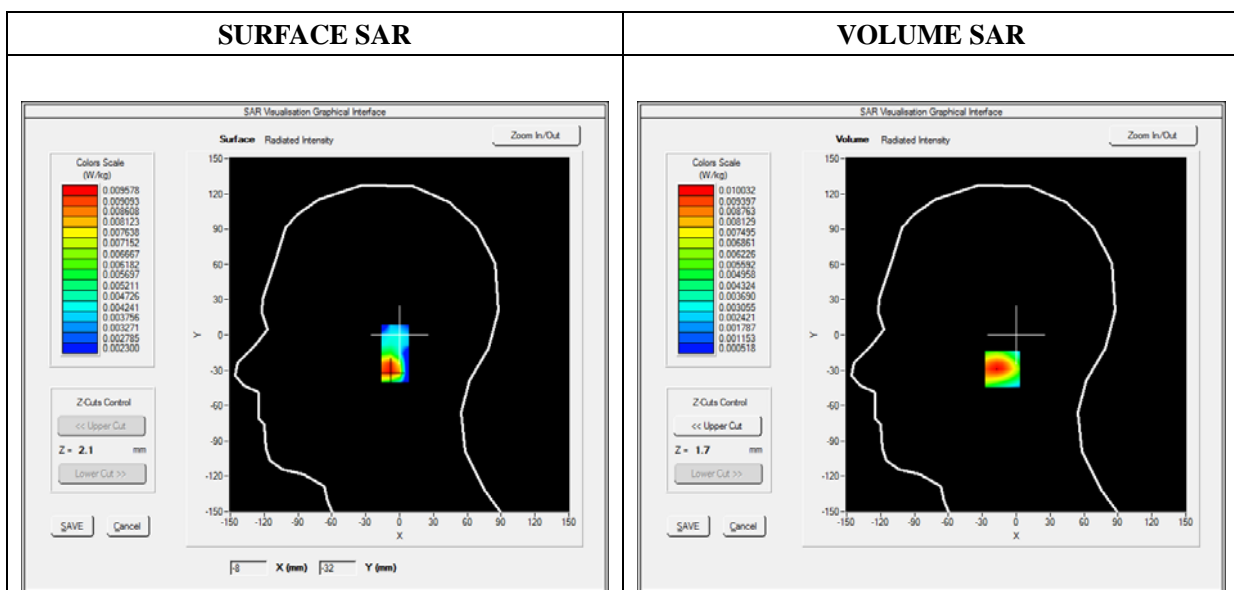 SURFACE SAR
VOLUME SAR
SAR Visualisation Graphical Interface
Surface Radiated Intensity
Zoom In/Out
Colors Scale
(W/kg)
0.009578
0.009093
0.008608
0.008123
0.007638
0.007152
0.006667
0.006182
0.005697
0.005211
0.004726
0.004241
0.003756
0.003271
0.002785
0.002300
Z-Cuts Control
<< Upper Cut
Z = 2.1 mm
Lower Cut >>
SAVE Cancel
150
120
90
60
30
0
-30
-60
-90
-120
-150
Y
-150 -120 -90 -60 -30 0 30 60 90 120 150
X
-8 X (mm) -32 Y (mm)
SAR Visualisation Graphical Interface
Volume Radiated Intensity
Zoom In/Out
Colors Scale
(W/kg)
0.010032
0.009397
0.008763
0.008129
0.007495
0.006861
0.006226
0.005592
0.004958
0.004324
0.003690
0.003055
0.002421
0.001787
0.001153
0.000518
Z-Cuts Control
<< Upper Cut
Z = 1.7 mm
Lower Cut >>
SAVE Cancel
150
120
90
60
30
0
-30
-60
-90
-120
-150
Y
-150 -120 -90 -60 -30 0 30 60 90 120 150
X